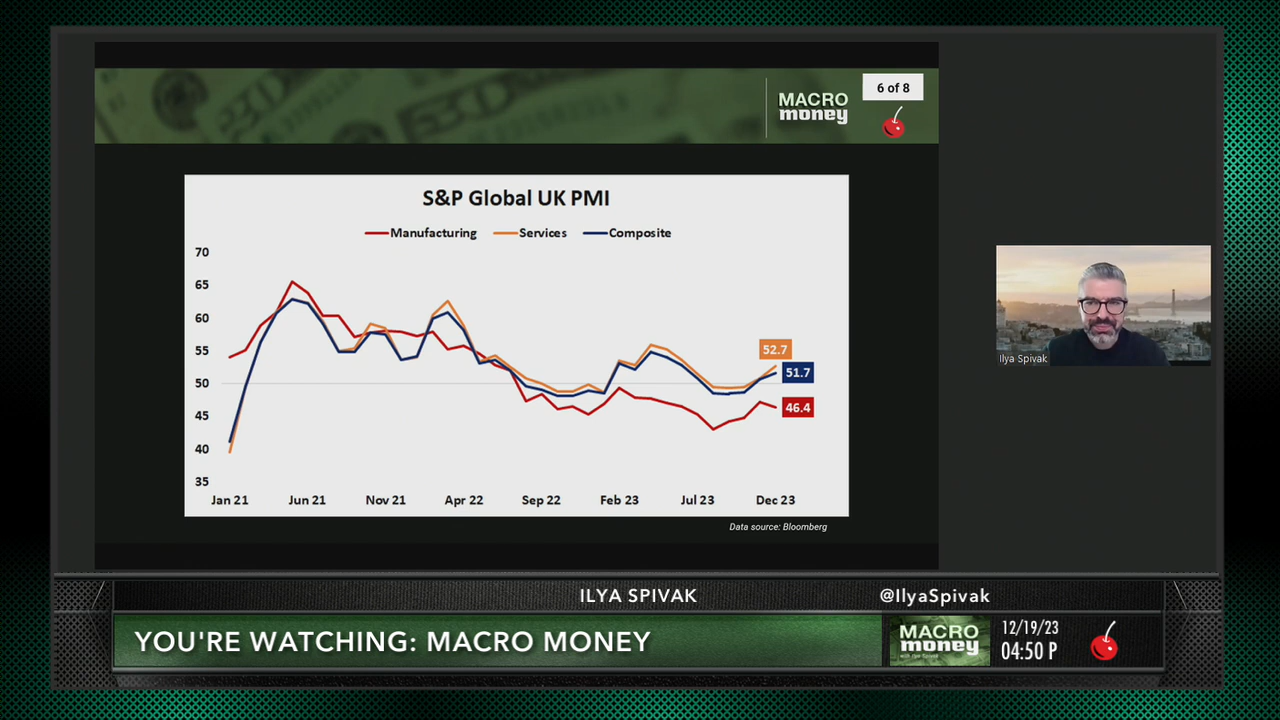 MACRO
money
6 of 8
S&P Global UK PMI
Manufacturing Services Composite
70
65
60
55
50
45
40
35
52.7
51.7
46.4
Jan 21 Jun 21 Nov 21 Apr 22 Sep 22 Feb 23 Jul 23 Dec 23
Data source: Bloomberg
Ilya Spivak
ILYA SPIVAK @IlyaSpivak
YOU'RE WATCHING: MACRO MONEY
MACRO
money
with Ilya Spivak
12/19/23
04:50 P